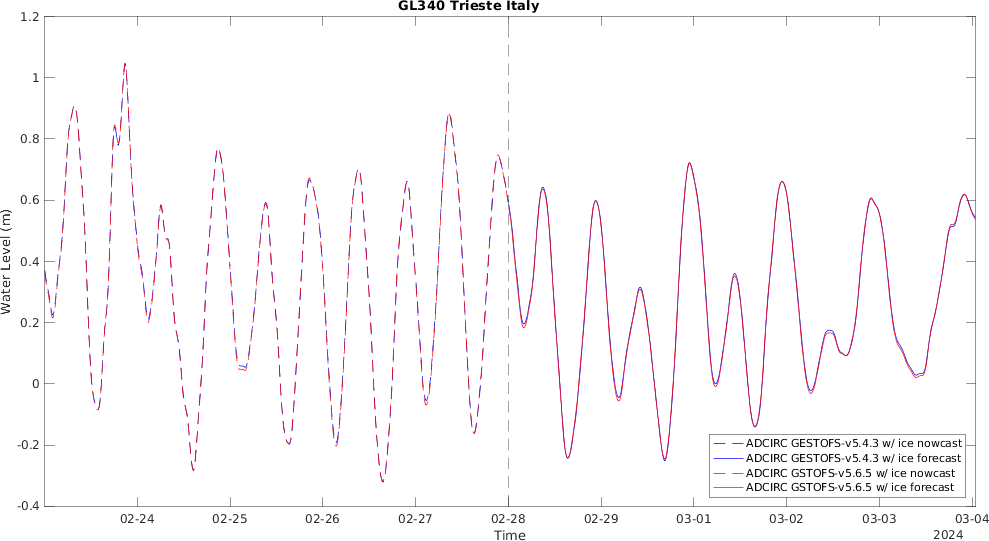 GL340 Trieste Italy
1.2
1
0.8
0.6
0.4
0.2
0
-0.2
-0.4
Water Level (m)
02-24 02-25 02-26 02-27 02-28 02-29 03-01 03-02 03-03 03-04
Time
2024
ADCIRC GESTOFS-v5.4.3 w/ ice nowcast
ADCIRC GESTOFS-v5.4.3 w/ ice forecast
ADCIRC GSTOFS-v5.6.5 w/ ice nowcast
ADCIRC GSTOFS-v5.6.5 w/ ice forecast